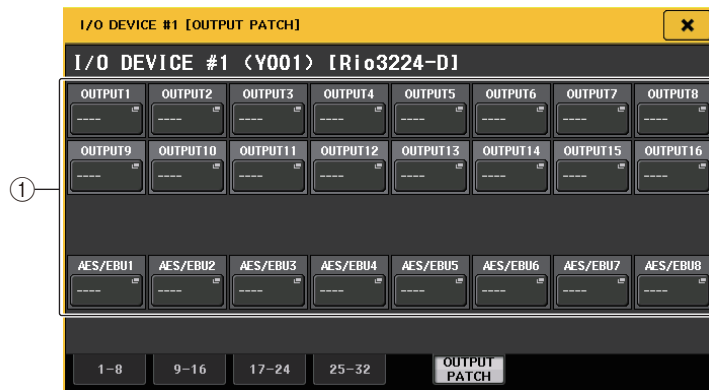 I/O DEVICE #1 [OUTPUT PATCH]
I/O DEVICE #1 (Y001) [Rio3224-D]
OUTPUT1 OUTPUT2 OUTPUT3 OUTPUT4 OUTPUT5 OUTPUT6 OUTPUT7 OUTPUT8
---- ---- ---- ---- ---- ---- ---- ----
OUTPUT9 OUTPUT10 OUTPUT11 OUTPUT12 OUTPUT13 OUTPUT14 OUTPUT15 OUTPUT16
---- ---- ---- ---- ---- ---- ---- ----
①
AES/EBU1 AES/EBU2 AES/EBU3 AES/EBU4 AES/EBU5 AES/EBU6 AES/EBU7 AES/EBU8
---- ---- ---- ---- ---- ---- ---- ----
1-8 9-16 17-24 25-32 OUTPUT
PATCH